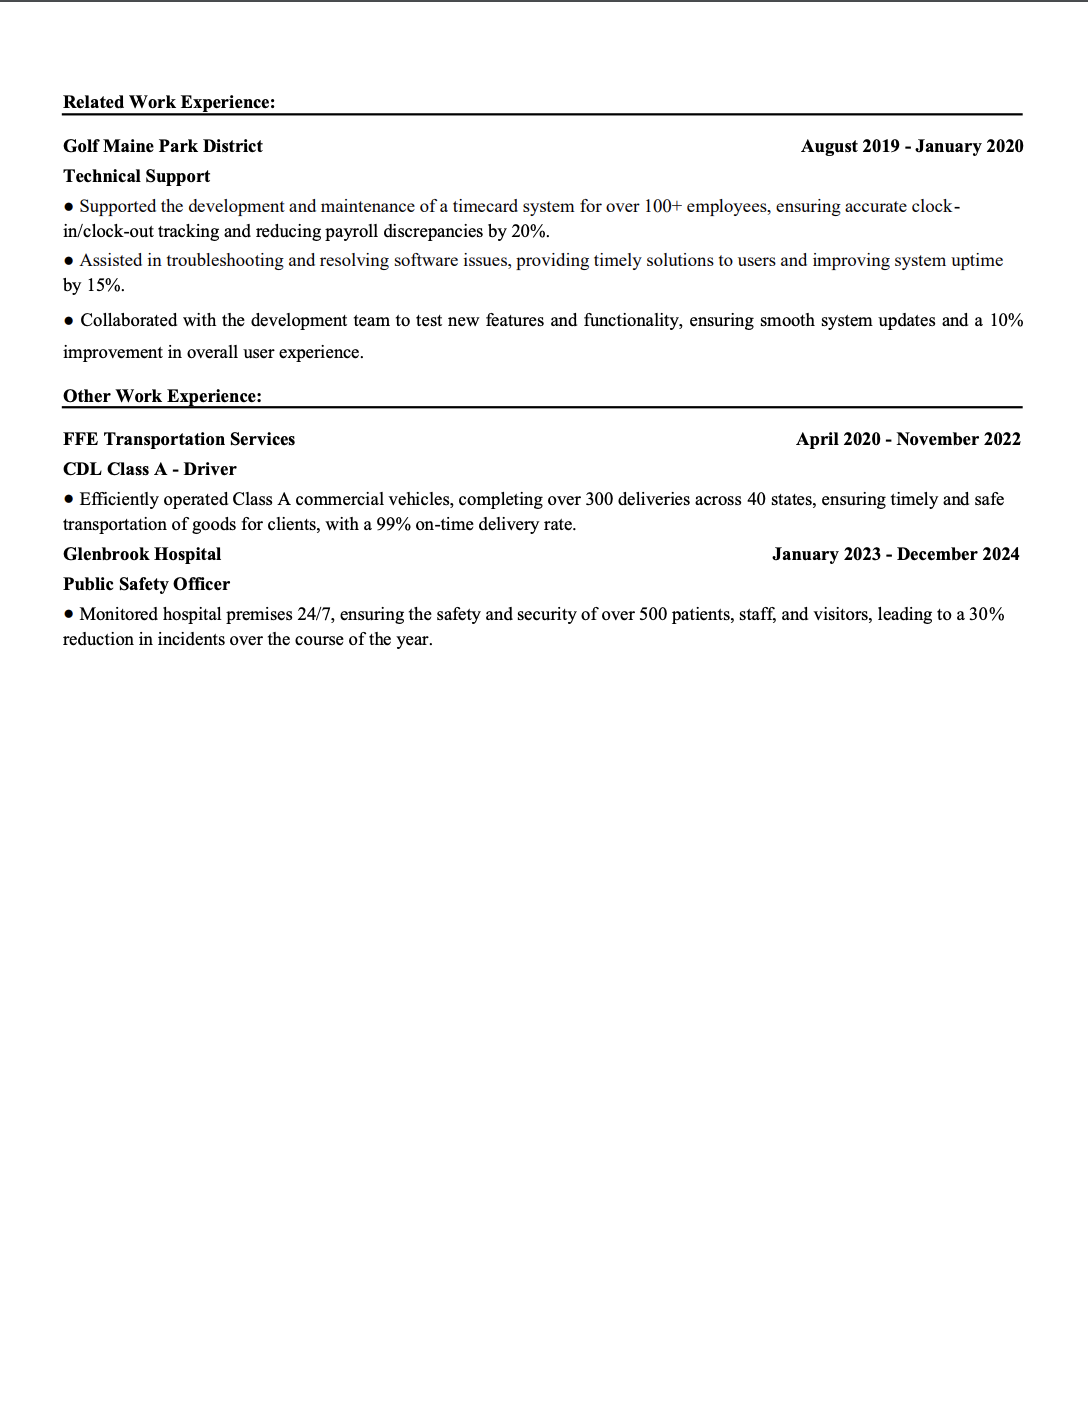 Related Work Experience:
Golf Maine Park District August 2019 - January 2020
Technical Support
● Supported the development and maintenance of a timecard system for over 100+ employees, ensuring accurate clock-
in/clock-out tracking and reducing payroll discrepancies by 20%.
● Assisted in troubleshooting and resolving software issues, providing timely solutions to users and improving system uptime
by 15%.
● Collaborated with the development team to test new features and functionality, ensuring smooth system updates and a 10%
improvement in overall user experience.
Other Work Experience:
FFE Transportation Services April 2020 - November 2022
CDL Class A - Driver
● Efficiently operated Class A commercial vehicles, completing over 300 deliveries across 40 states, ensuring timely and safe
transportation of goods for clients, with a 99% on-time delivery rate.
Glenbrook Hospital January 2023 - December 2024
Public Safety Officer
● Monitored hospital premises 24/7, ensuring the safety and security of over 500 patients, staff, and visitors, leading to a 30%
reduction in incidents over the course of the year.